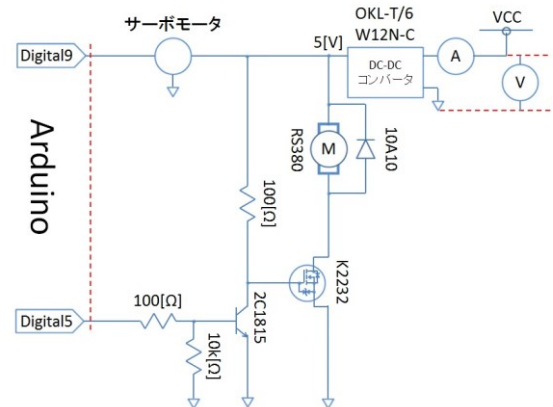 OKL-T/6
W12N-C
VCC
サーボモータ
Digital9
5[V]
DC-DC
コンバータ
A
V
Arduino
RS380
M
10A10
100[Ω]
K2232
100[Ω]
2C1815
Digital5
10k[Ω]